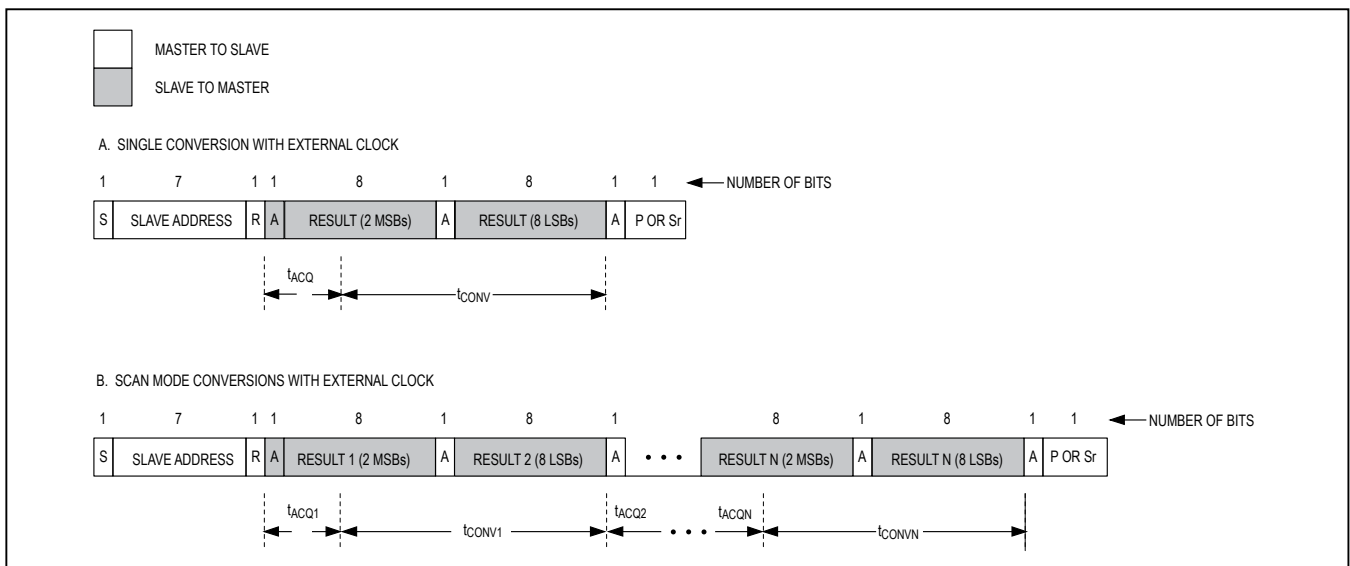 MASTER TO SLAVE
SLAVE TO MASTER
A. SINGLE CONVERSION WITH EXTERNAL CLOCK
1 7 1 1 8 1 8 1 1 NUMBER OF BITS
S SLAVE ADDRESS R A RESULT (2 MSBs) A RESULT (8 LSBs) A P OR Sr
tACQ
tCONV
B. SCAN MODE CONVERSIONS WITH EXTERNAL CLOCK
1 7 1 1 8 1 8 1 8 1 8 1 1 NUMBER OF BITS
S SLAVE ADDRESS R A RESULT 1 (2 MSBs) A RESULT 2 (8 LSBs) A • • • RESULT N (2 MSBs) A RESULT N (8 LSBs) A P OR Sr
tACQ1 tACQ2 tACQN
tCONV1 • • • tCONVN